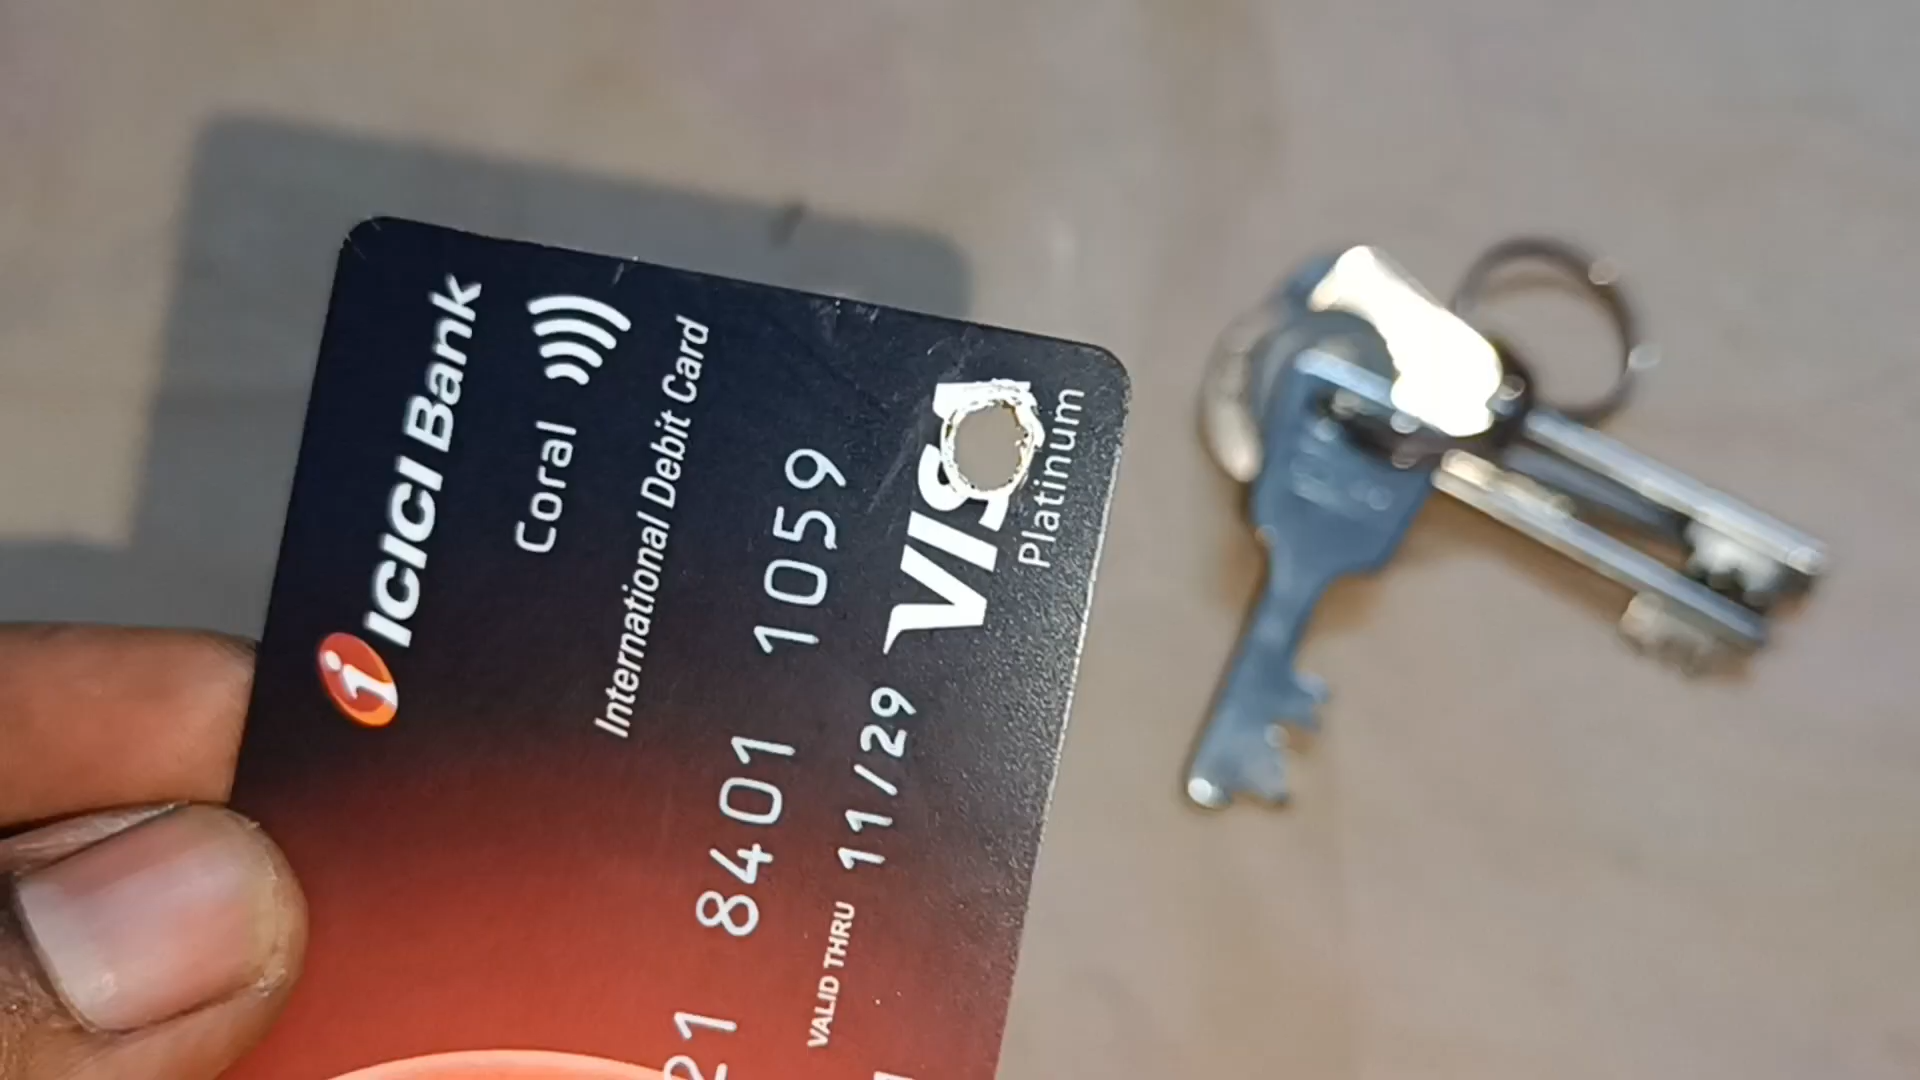 ICICI Bank
Coral
International Debit Card
21 8401 1059
VALID THRU 11/29
VISA
Platinum